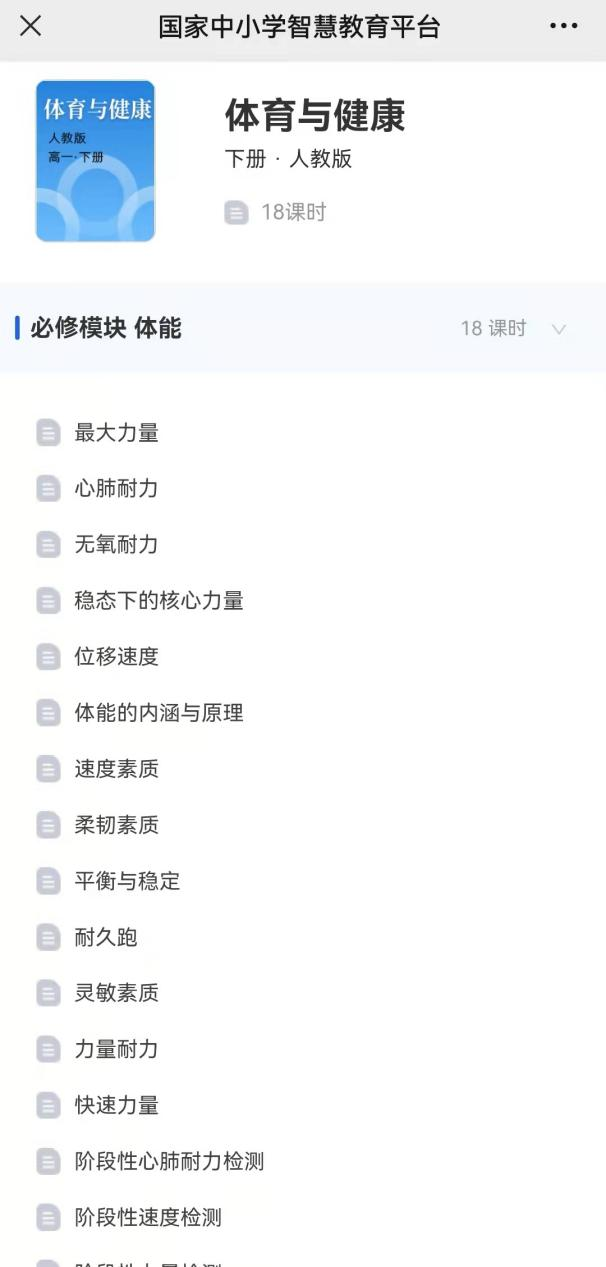 国家中小学智慧教育平台
体育与健康
人教版
高一·下册
体育与健康
下册 · 人教版
18课时
必修模块 体能
18 课时
最大力量
心肺耐力
无氧耐力
稳态下的核心力量
位移速度
体能的内涵与原理
速度素质
柔韧素质
平衡与稳定
耐久跑
灵敏素质
力量耐力
快速力量
阶段性心肺耐力检测
阶段性速度检测